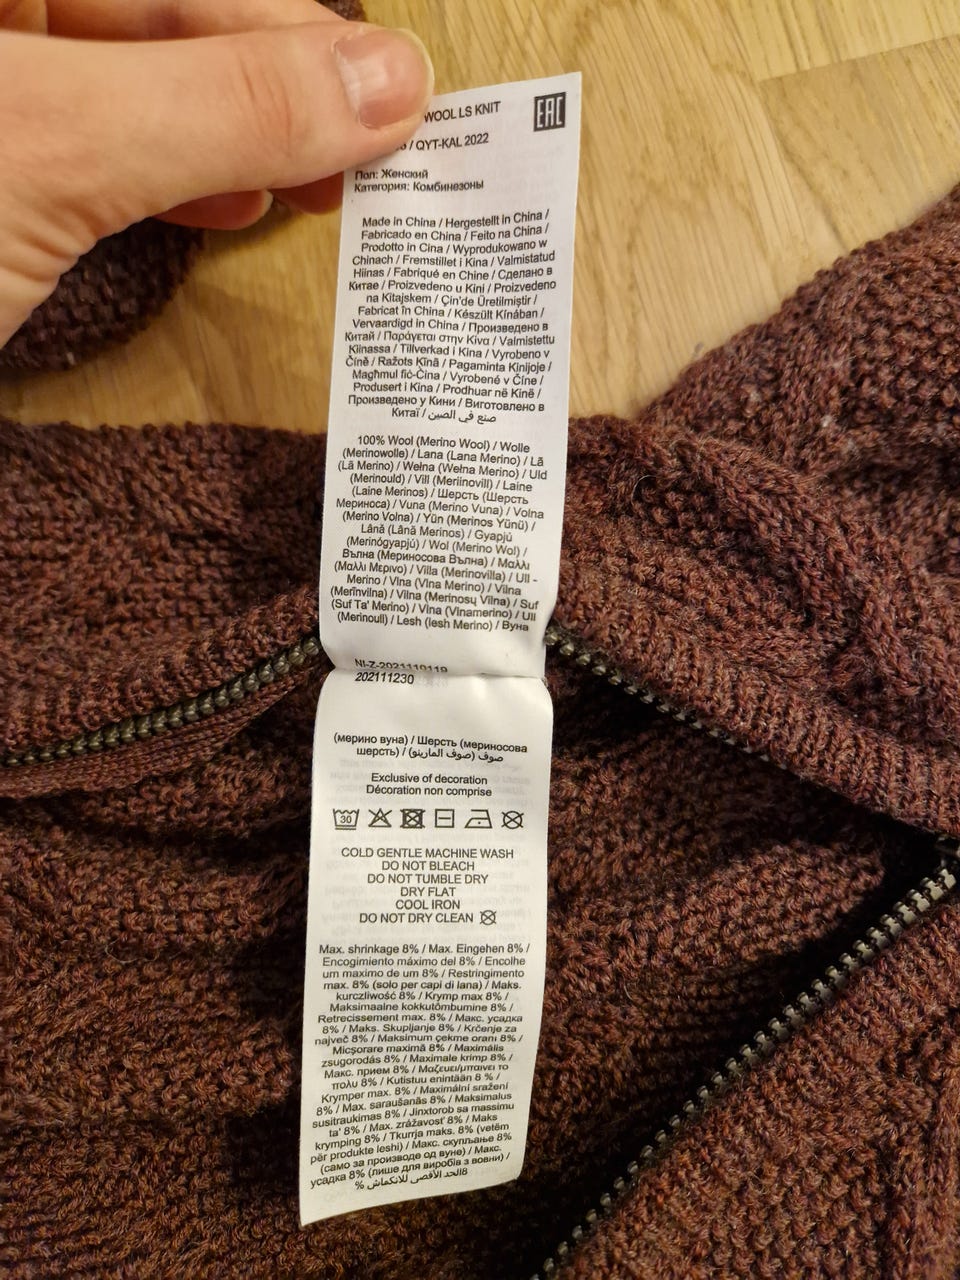 WOOL LS KNIT
EAC
/ QYT-KAL 2022
Пол: Женский
Категория: Комбинезоны
Made in China / Hergestellt in China /
Fabricado en China / Feito na China /
Prodotto in Cina / Wyprodukowano w
Chinach / Fremstillet i Kina / Valmistatud
Hiinas / Fabriqué en Chine / Сделано в
Китае / Proizvedeno u Kini / Proizvedeno
na Kitajskem / Çin'de Üretilmiştir /
Fabricat în China / Készült Kínában /
Vervaardigd in China / Произведено в
Китай / Παράγεται στην Κίνα / Valmistettu
Kiinassa / Tillverkad i Kina / Vyrobeno v
Číně / Ražots Ķīnā / Pagaminta Kinijoje /
Magħmul fiċ-Ċina / Vyrobené v Číne /
Produsert i Kina / Prodhuar në Kinë /
Произведено у Кини / Виготовлено в
Китаї / صنع في الصين
100% Wool (Merino Wool) / Wolle
(Merinowolle) / Lana (Lana Merino) / Lã
(Lã Merino) / Wełna (Wełna Merino) / Uld
(Merinould) / Vill (Meriinovill) / Laine
(Laine Merinos) / Шерсть (Шерсть
Мериноса) / Vuna (Merino Vuna) / Volna
(Merino Volna) / Yün (Merinos Yünü) /
Lână (Lână Merinos) / Gyapjú
(Merinógyapjú) / Wol (Merino Wol) /
Вълна (Мериносова Вълна) / Μαλλι
(Μαλλι Μερινο) / Villa (Merinovilla) / Ull -
Merino / Vlna (Vlna Merino) / Vilna
(Merīnvilna) / Vilna (Merinosų Vilna) / Suf
(Suf Ta' Merino) / Vlna (Vlnamerino) / Ull
(Merinoull) / Lesh (lesh Merino) / Вуна
NI-Z-2021110119
202111230
(мерино вуна) / Шерсть (мериносова
шерсть) / صوف (صوف المارينو)
Exclusive of decoration
Décoration non comprise
30
COLD GENTLE MACHINE WASH
DO NOT BLEACH
DO NOT TUMBLE DRY
DRY FLAT
COOL IRON
DO NOT DRY CLEAN
Max. shrinkage 8% / Max. Eingehen 8% /
Encogimiento máximo del 8% / Encolhe
um maximo de um 8% / Restringimento
max. 8% (solo per capi di lana) / Maks.
kurczliwość 8% / Krymp max 8% /
Maksimaalne kokkutõmbumine 8% /
Retrecissement max. 8% / Макс. усадка
8% / Maks. Skupljanje 8% / Krčenje za
največ 8% / Maksimum çekme oranı 8% /
Micşorare maximă 8% / Maximális
zsugorodás 8% / Maximale krimp 8% /
Макс. прием 8% / Μαζευει/μπαινει το
πολυ 8% / Kutistuu enintään 8 % /
Krymper max. 8% / Maximální sražení
8% / Max. saraušanās 8% / Maksimalus
susitraukimas 8% / Jinxtorob sa massimu
ta' 8% / Max. zrážavosť 8% / Maks
krymping 8% / Tkurrja maks. 8% (vetëm
për produkte leshi) / Макс. скупљање 8%
(само за производе од вуне) / Макс.
усадка 8% (лише для виробів з вовни) /
8الحد الأقصى للانكماش %